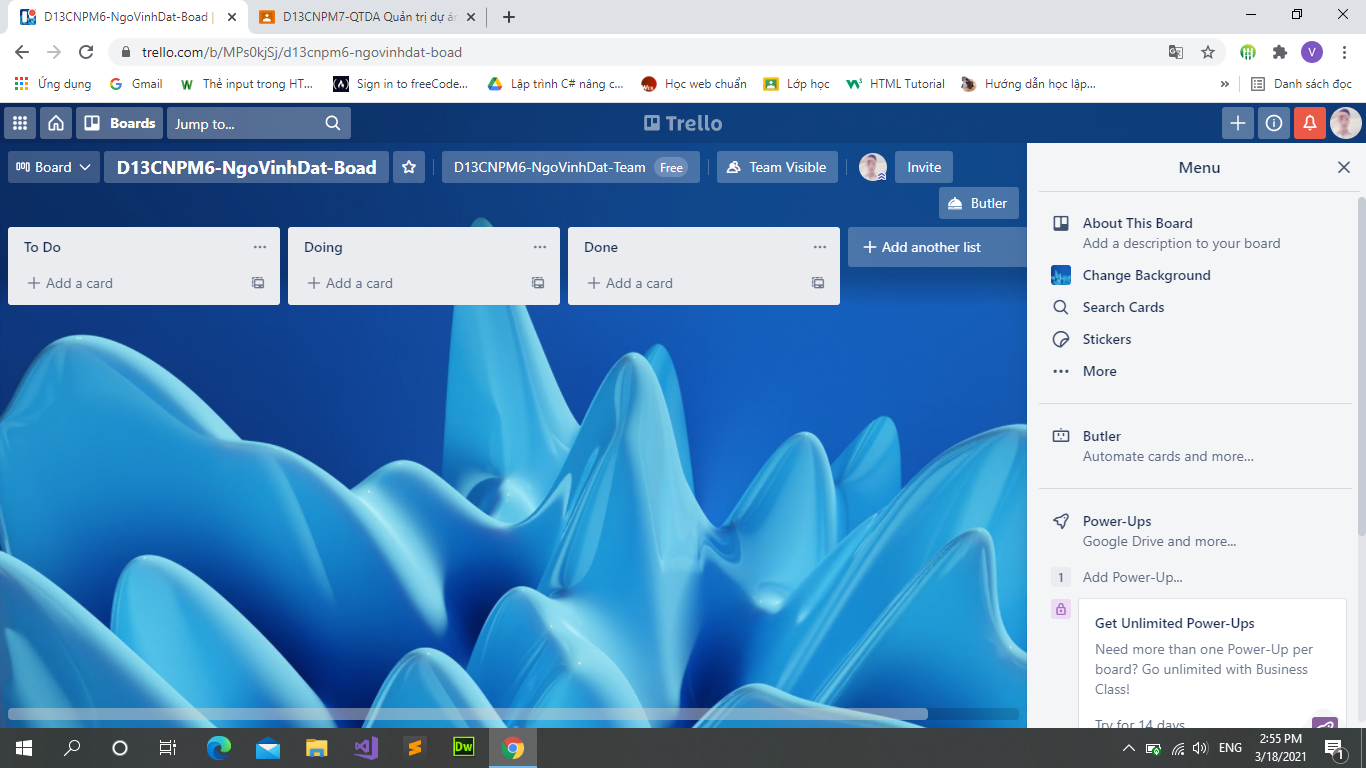 D13CNPM6-NgoVinhDat-Boad |
D13CNPM7-QTDA Quản trị dự án
trello.com/b/MPs0kjSj/d13cnpm6-ngovinhdat-boad
V
Ứng dụng
Gmail
Thẻ input trong HT...
Sign in to freeCode...
Lập trình C# nâng c...
Học web chuẩn
Lớp học
HTML Tutorial
Hướng dẫn học lập...
»
Danh sách đọc
Boards
Jump to...
Trello
Board
D13CNPM6-NgoVinhDat-Boad
D13CNPM6-NgoVinhDat-Team Free
Team Visible
Invite
Butler
To Do
Add a card
Doing
Add a card
Done
Add a card
Add another list
Menu
About This Board
Add a description to your board
Change Background
Search Cards
Stickers
More
Butler
Automate cards and more...
Power-Ups
Google Drive and more...
1 Add Power-Up...
Get Unlimited Power-Ups
Need more than one Power-Up per
board? Go unlimited with Business
Class!
Try for 14 days
Dw
ENG
2:55 PM
3/18/2021
1